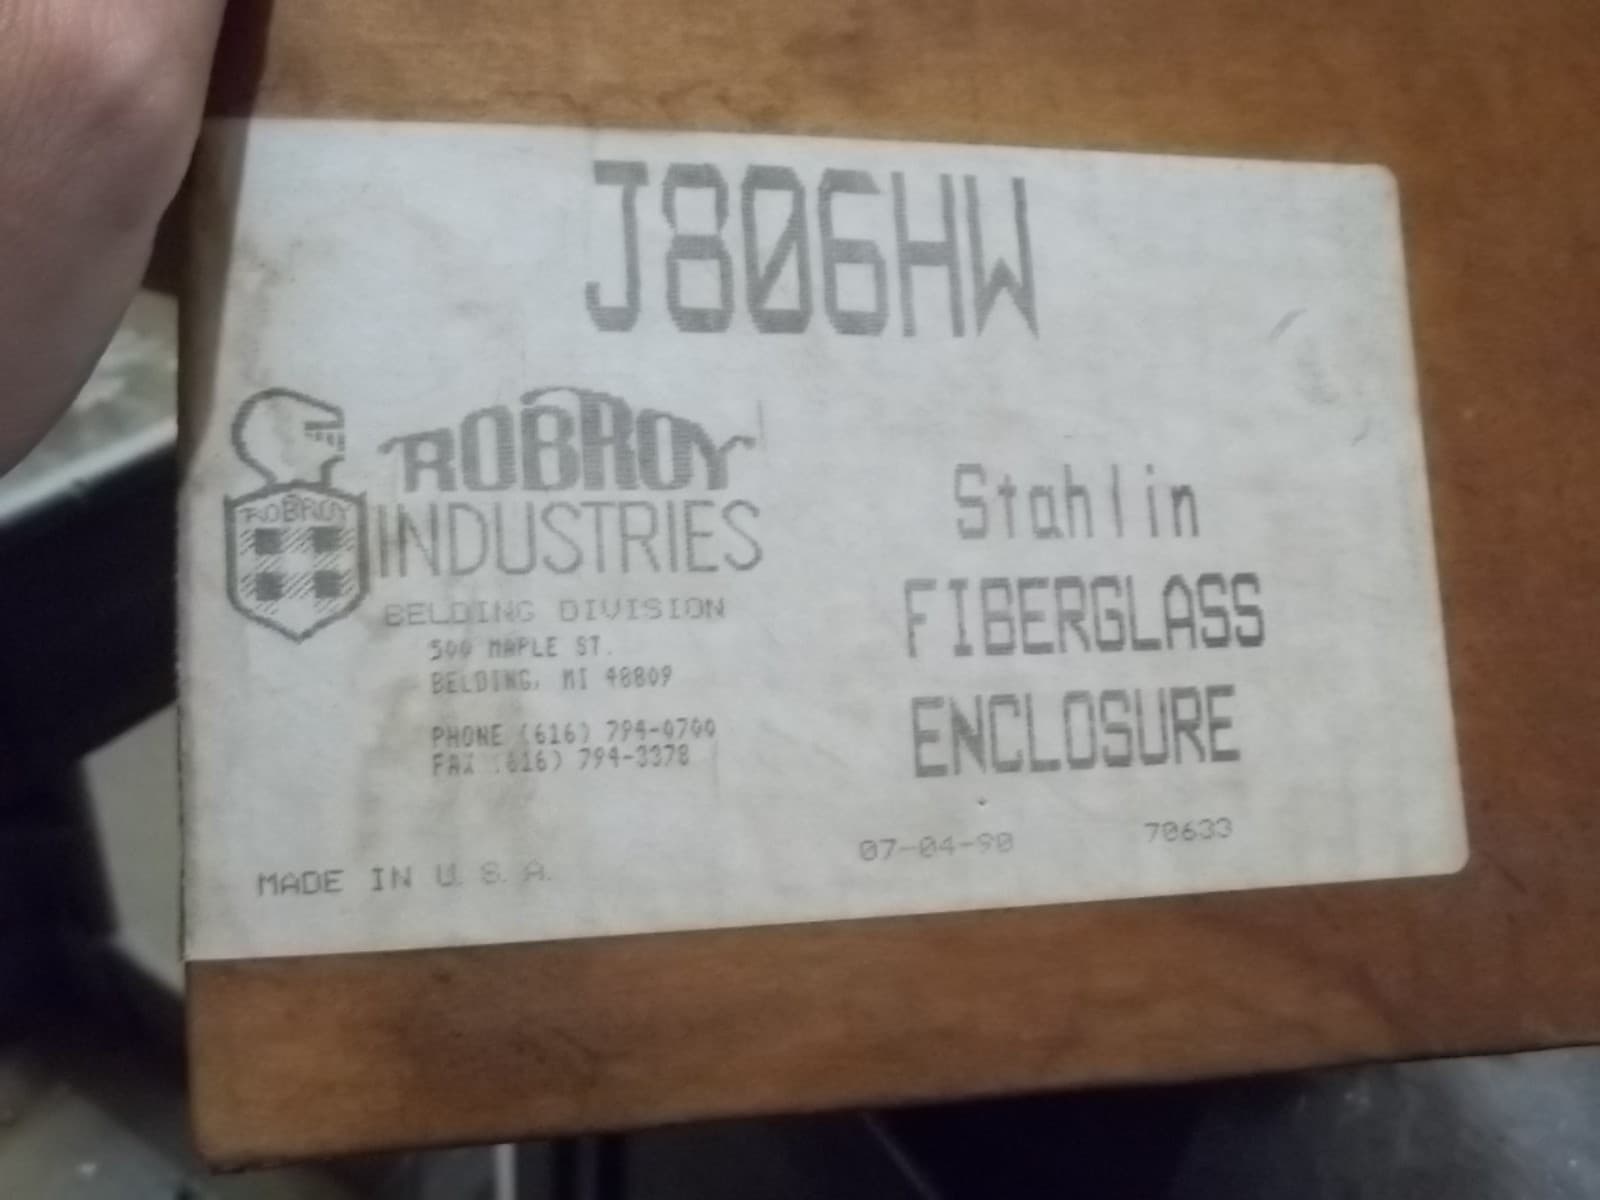 J806HW
ROBROY
ROBROY
INDUSTRIES
BELDING DIVISION
500 MAPLE ST.
BELDING, MI 48809
PHONE (616) 794-0700
FAX (616) 794-3378
Stahlin
FIBERGLASS
ENCLOSURE
07-04-90
70633
MADE IN U.S.A.